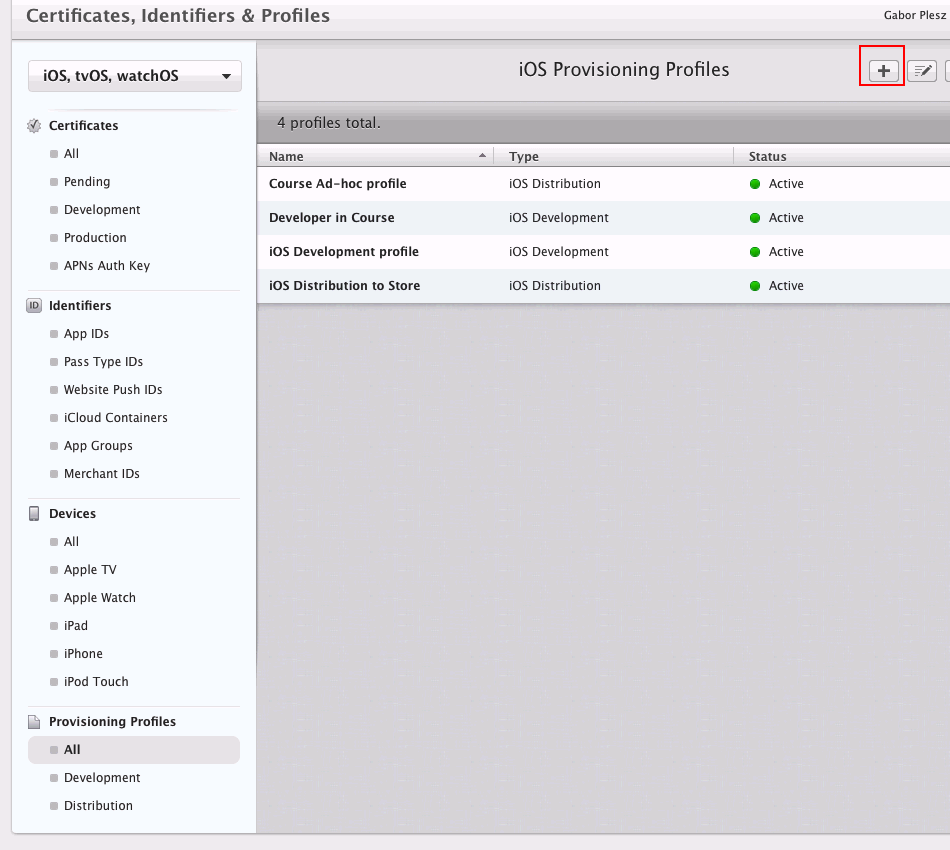 Certificates, Identifiers & Profiles
Gabor Plesz
iOS, tvOS, watchOS
Certificates
All
Pending
Development
Production
APNs Auth Key
ID Identifiers
App IDs
Pass Type IDs
Website Push IDs
iCloud Containers
App Groups
Merchant IDs
Devices
All
Apple TV
Apple Watch
iPad
iPhone
iPod Touch
Provisioning Profiles
All
Development
Distribution
iOS Provisioning Profiles
4 profiles total.
Name Type Status
Course Ad-hoc profile iOS Distribution Active
Developer in Course iOS Development Active
iOS Development profile iOS Development Active
iOS Distribution to Store iOS Distribution Active